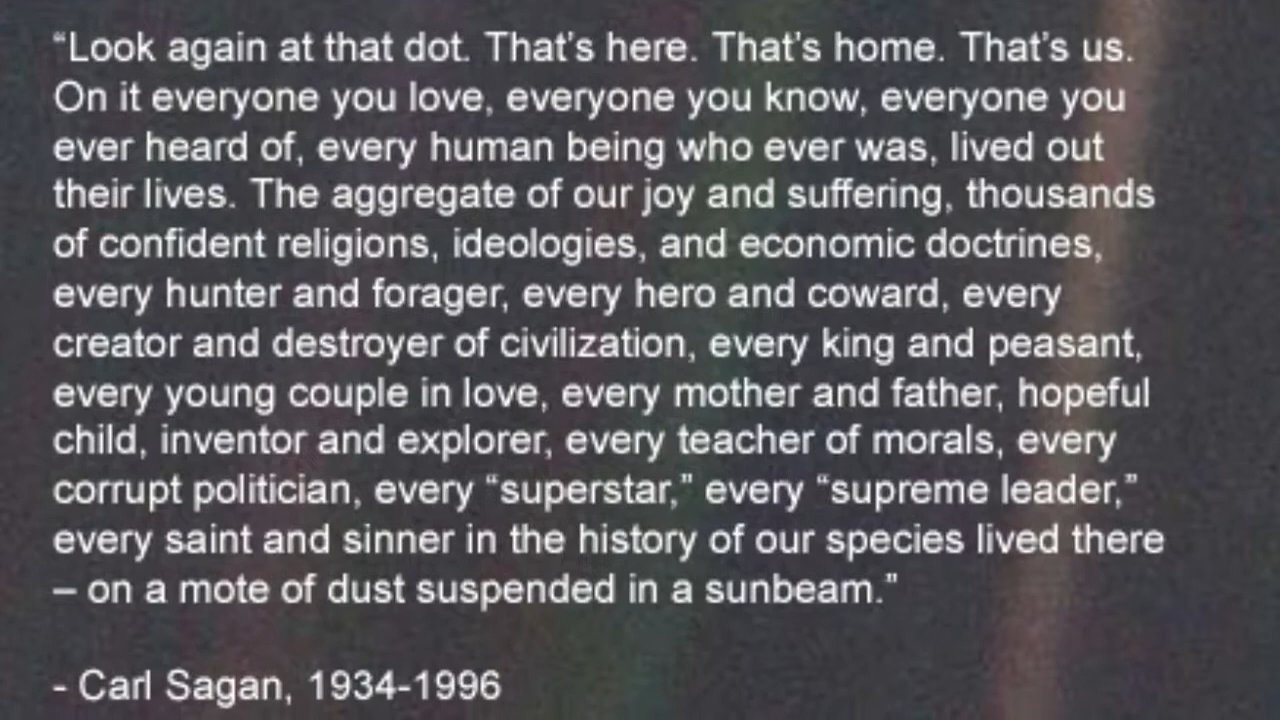 “Look again at that dot. That’s here. That’s home. That’s us.
On it everyone you love, everyone you know, everyone you
ever heard of, every human being who ever was, lived out
their lives. The aggregate of our joy and suffering, thousands
of confident religions, ideologies, and economic doctrines,
every hunter and forager, every hero and coward, every
creator and destroyer of civilization, every king and peasant,
every young couple in love, every mother and father, hopeful
child, inventor and explorer, every teacher of morals, every
corrupt politician, every “superstar,” every “supreme leader,”
every saint and sinner in the history of our species lived there
– on a mote of dust suspended in a sunbeam.”
- Carl Sagan, 1934-1996